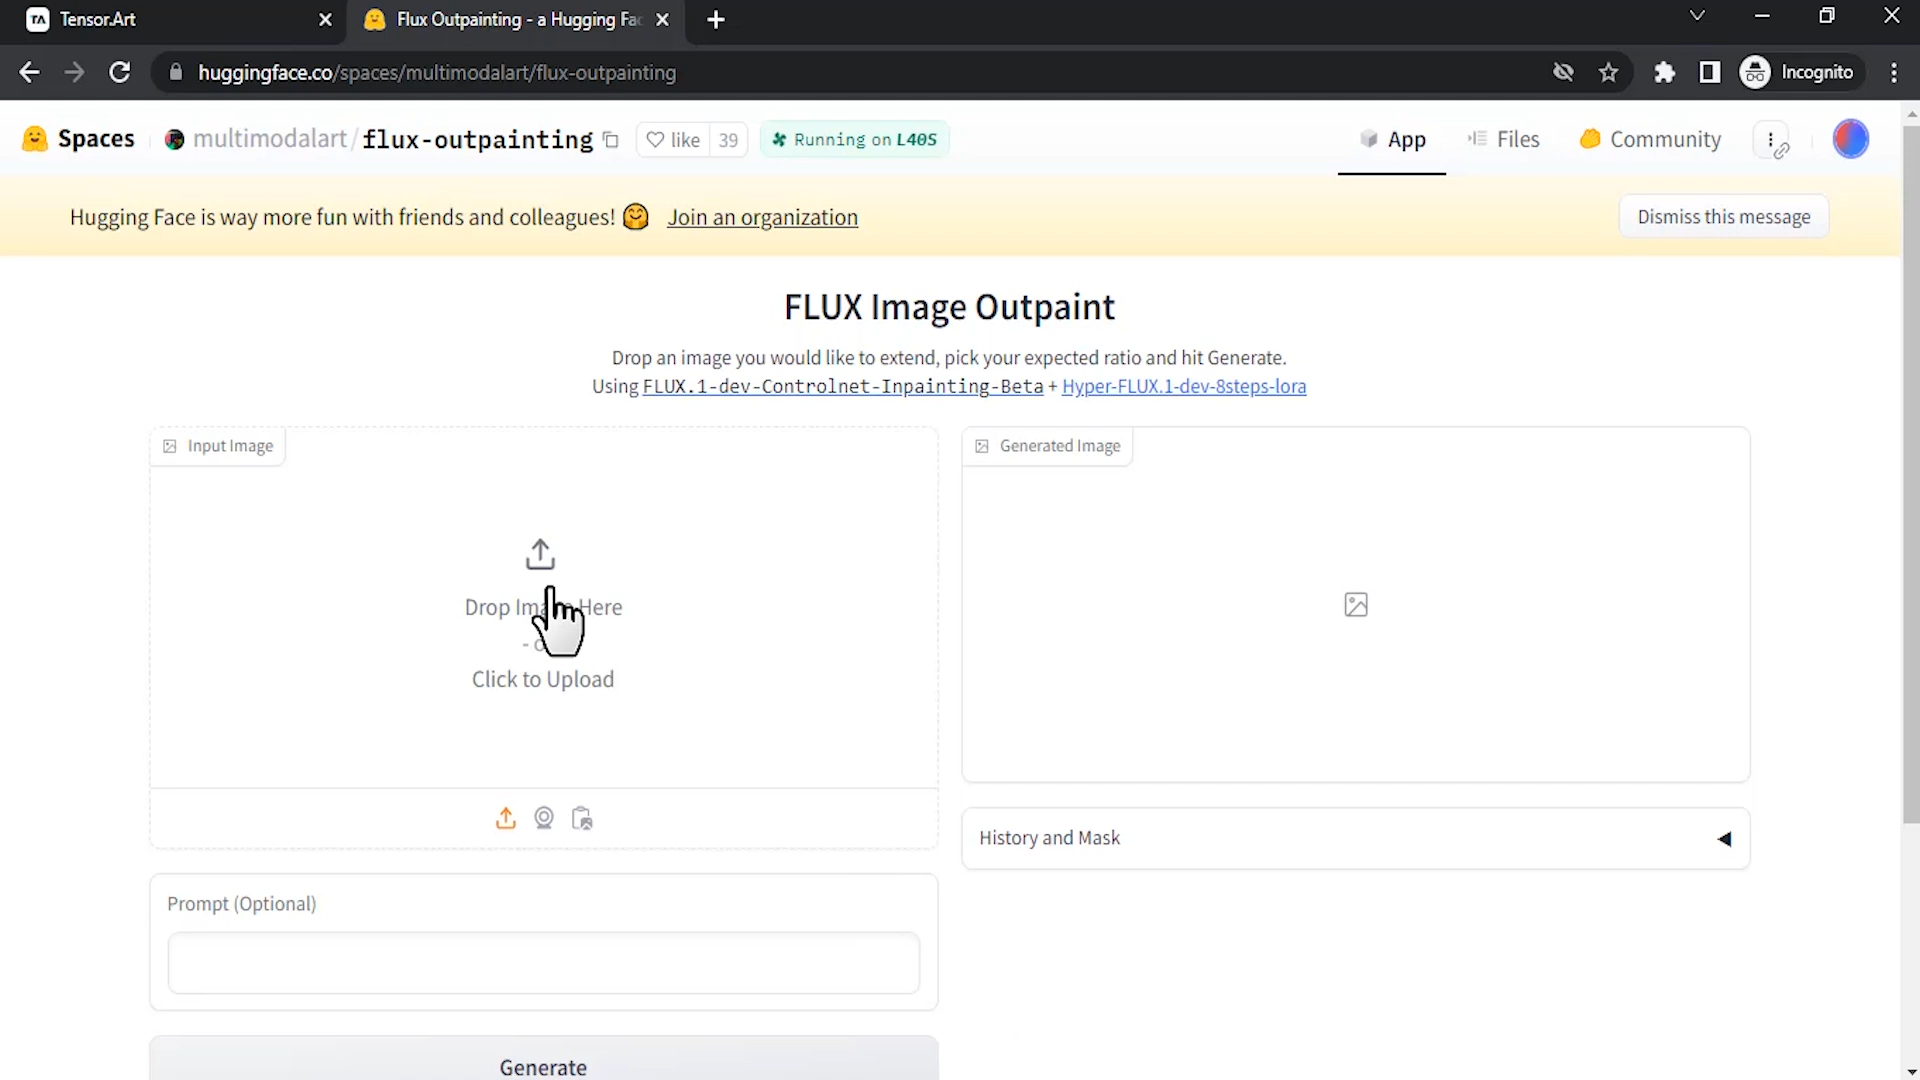 TA Tensor.Art
Flux Outpainting - a Hugging Fac
huggingface.co/spaces/multimodalart/flux-outpainting
Incognito
Spaces
multimodalart/flux-outpainting
like 39
Running on L40S
App
Files
Community
Hugging Face is way more fun with friends and colleagues! 🤗 Join an organization
Dismiss this message
FLUX Image Outpaint
Drop an image you would like to extend, pick your expected ratio and hit Generate.
Using FLUX.1-dev-Controlnet-Inpainting-Beta + Hyper-FLUX.1-dev-8steps-lora
Input Image
Generated Image
Drop Image Here
Click to Upload
History and Mask
Prompt (Optional)
Generate